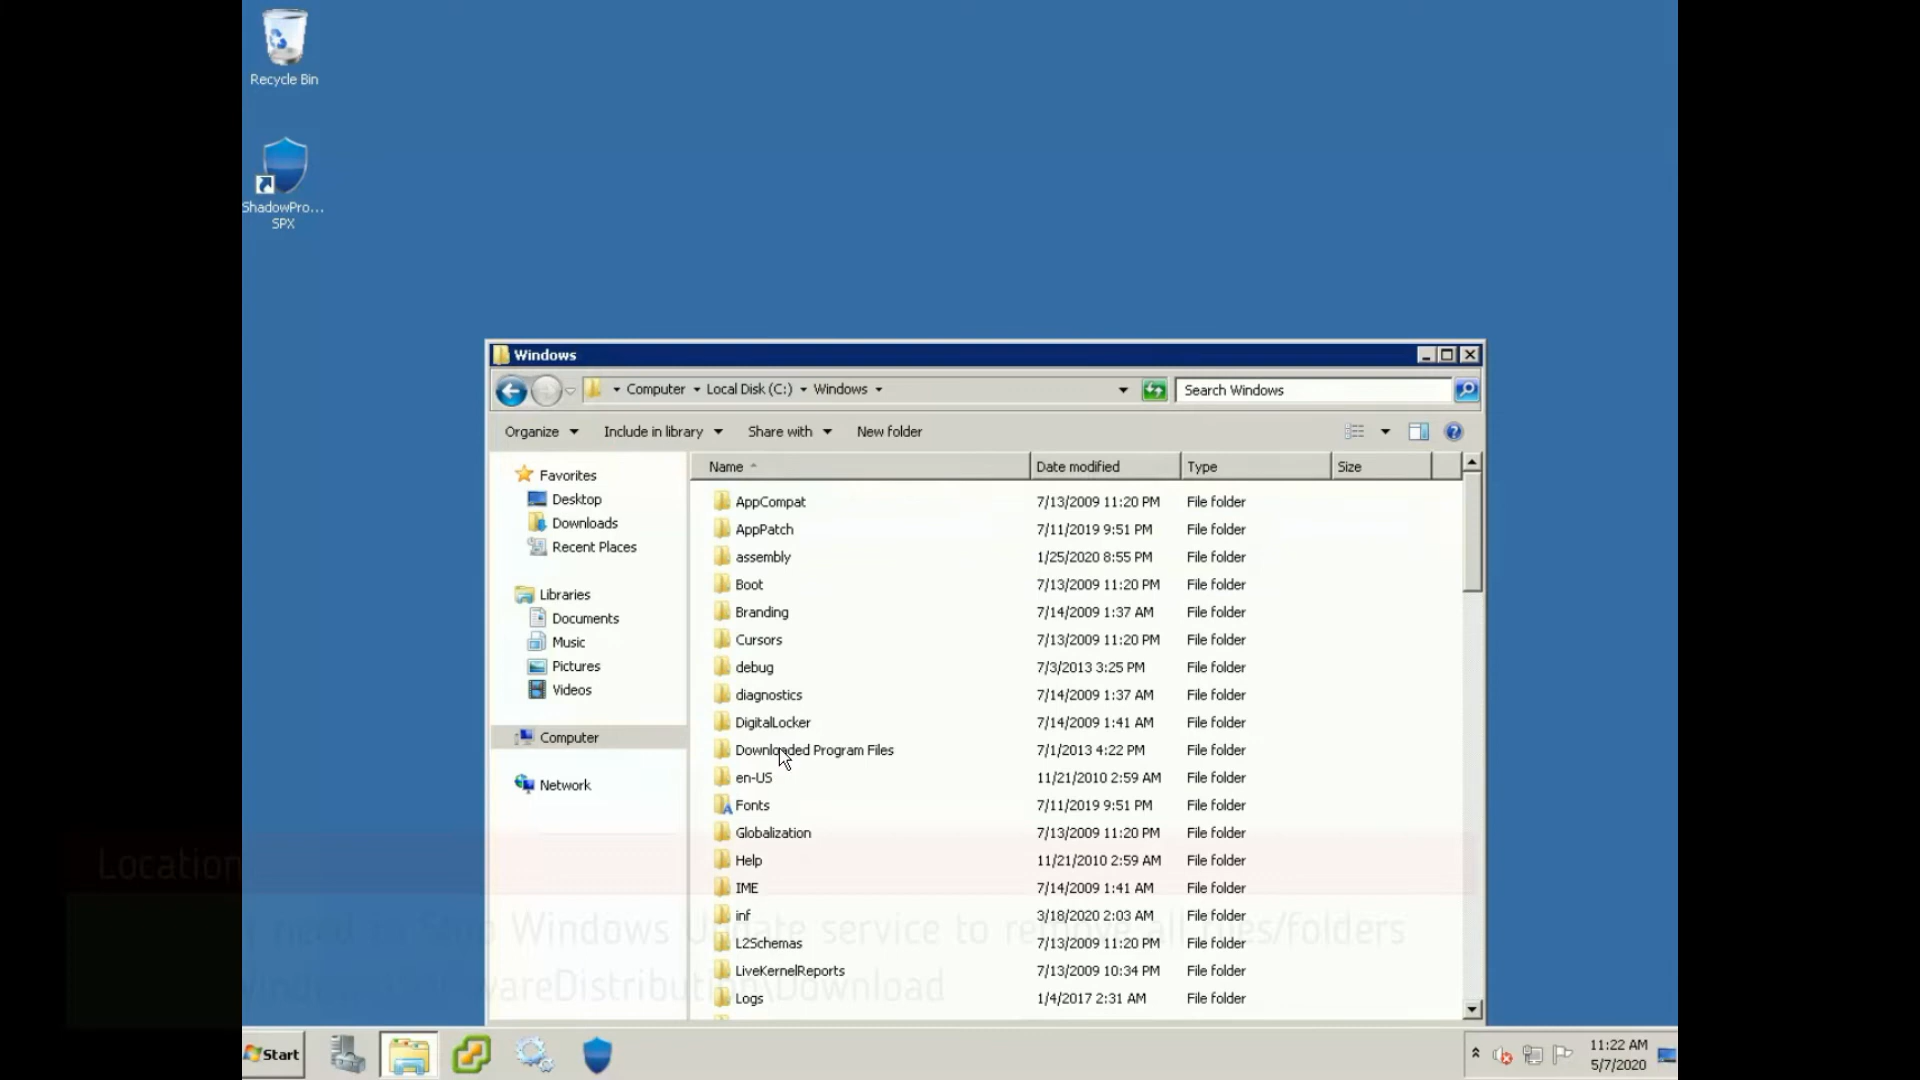 Recycle Bin
ShadowPro...
SPX
Windows
Computer Local Disk (C:) Windows
Search Windows
Organize Include in library Share with New folder
Name Date modified Type Size
Favorites
Desktop
Downloads
Recent Places
Libraries
Documents
Music
Pictures
Videos
Computer
Network
AppCompat 7/13/2009 11:20 PM File folder
AppPatch 7/11/2019 9:51 PM File folder
assembly 1/25/2020 8:55 PM File folder
Boot 7/13/2009 11:20 PM File folder
Branding 7/14/2009 1:37 AM File folder
Cursors 7/13/2009 11:20 PM File folder
debug 7/3/2013 3:25 PM File folder
diagnostics 7/14/2009 1:37 AM File folder
DigitalLocker 7/14/2009 1:41 AM File folder
Downloaded Program Files 7/1/2013 4:22 PM File folder
en-US 11/21/2010 2:59 AM File folder
Fonts 7/11/2019 9:51 PM File folder
Globalization 7/13/2009 11:20 PM File folder
Help 11/21/2010 2:59 AM File folder
IME 7/14/2009 1:41 AM File folder
inf 3/18/2020 2:03 AM File folder
L2Schemas 7/13/2009 11:20 PM File folder
LiveKernelReports 7/13/2009 10:34 PM File folder
Logs 1/4/2017 2:31 AM File folder
Location
need to Stop Windows Update service to remove all files/folders
Download
Start
11:22 AM
5/7/2020